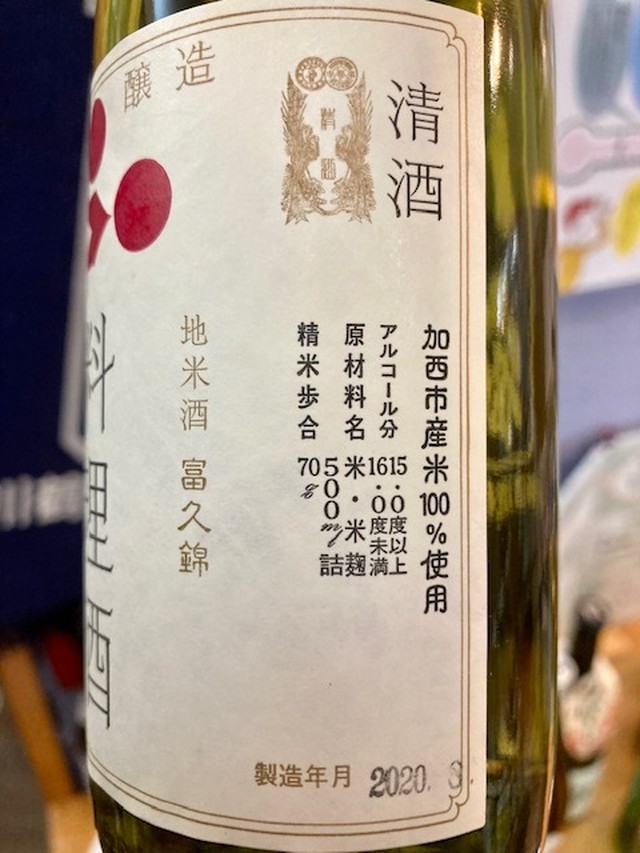 清酒
加西市産米100%使用
アルコール分 15.0度以上
16.0度未満
原材料名 米・米麹
500ml詰
精米歩合 70%
醸造
地米酒 富久錦
料理酒
製造年月 2020.